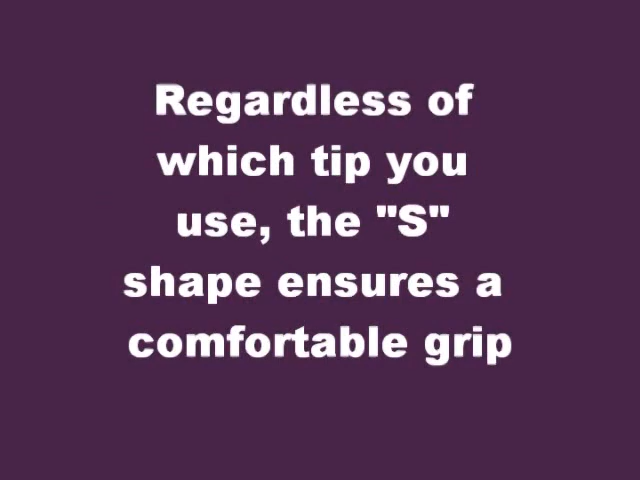 Regardless of
which tip you
use, the "S"
shape ensures a
comfortable grip